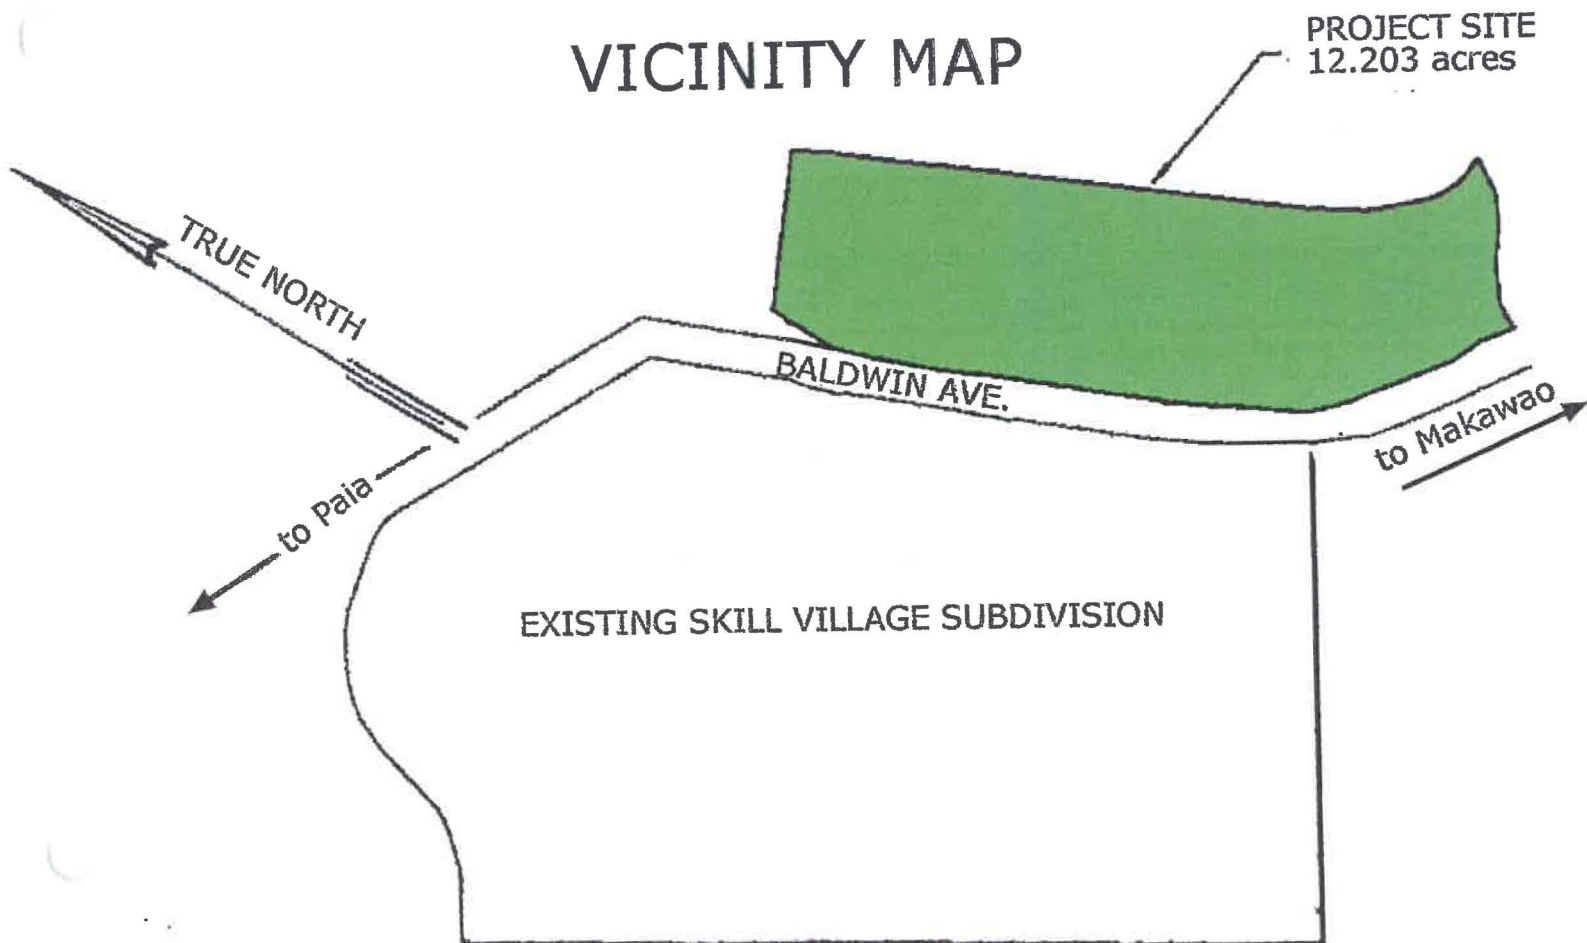 VICINITY MAP
PROJECT SITE
12.203 acres
TRUE NORTH
BALDWIN AVE.
to Makawao
to Paia
EXISTING SKILL VILLAGE SUBDIVISION